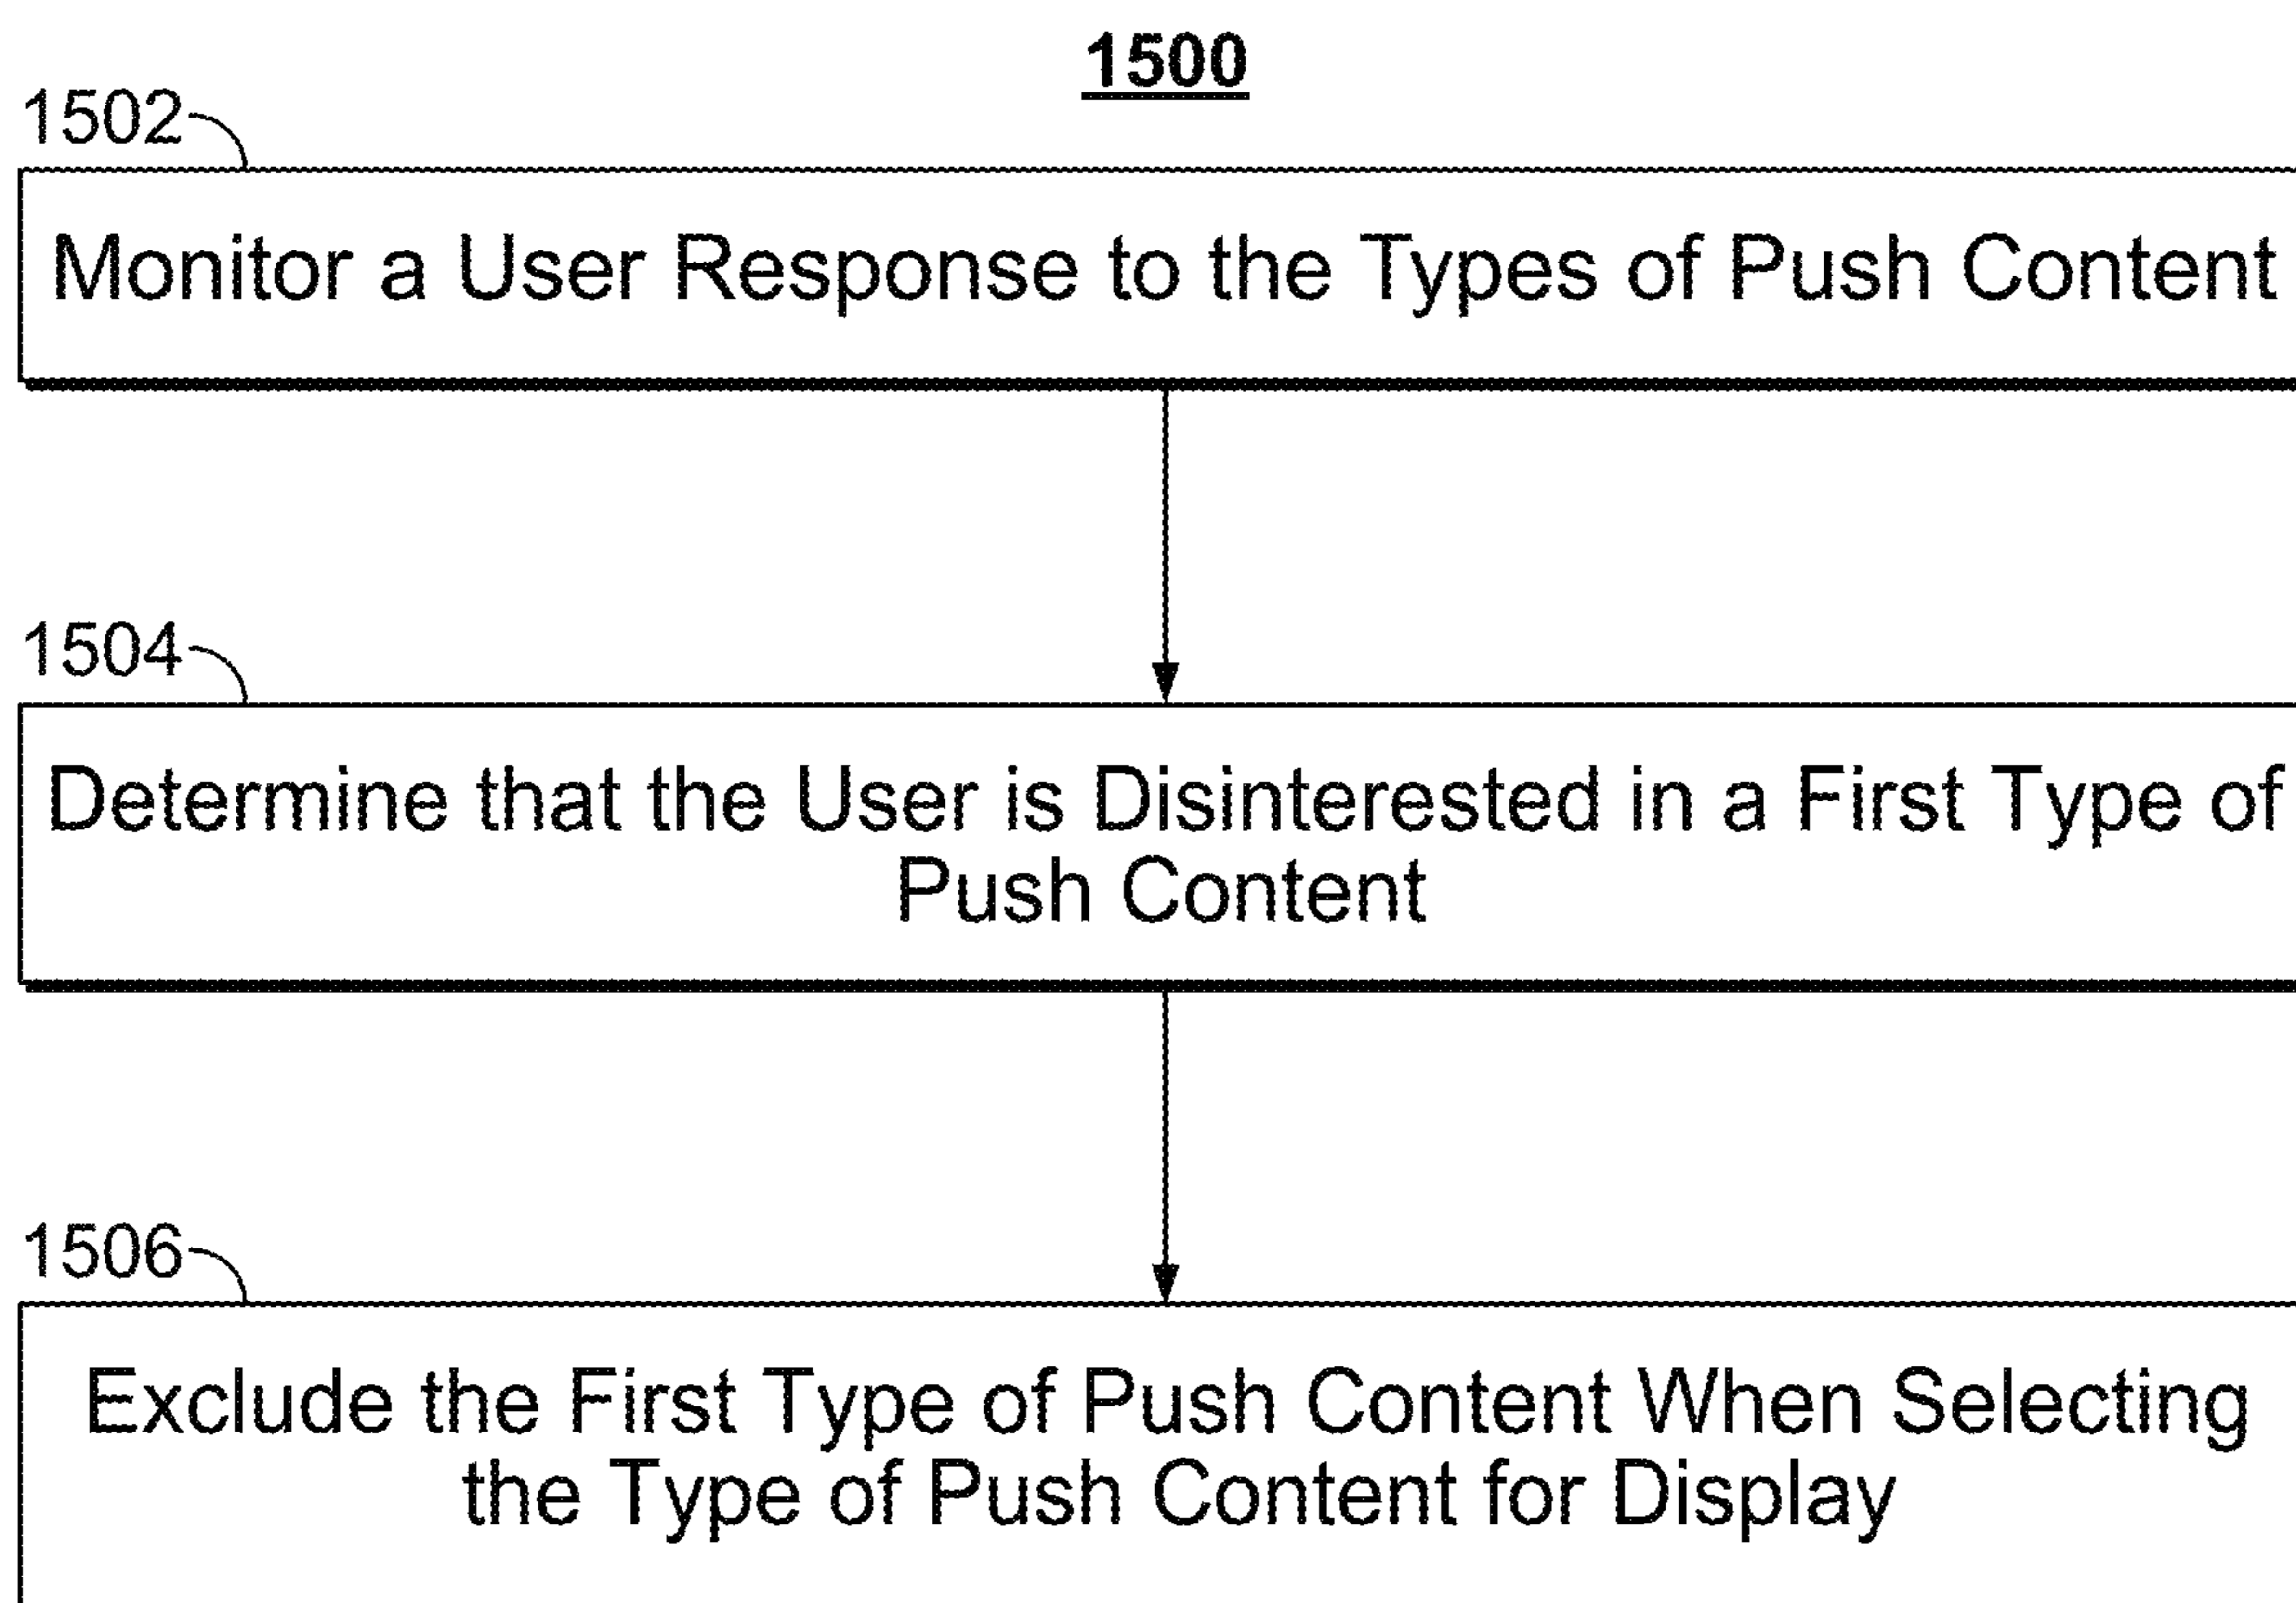 1500
1502
Monitor a User Response to the Types of Push Content
1504
Determine that the User is Disinterested in a First Type of
Push Content
1506
Exclude the First Type of Push Content When Selecting
the Type of Push Content for Display